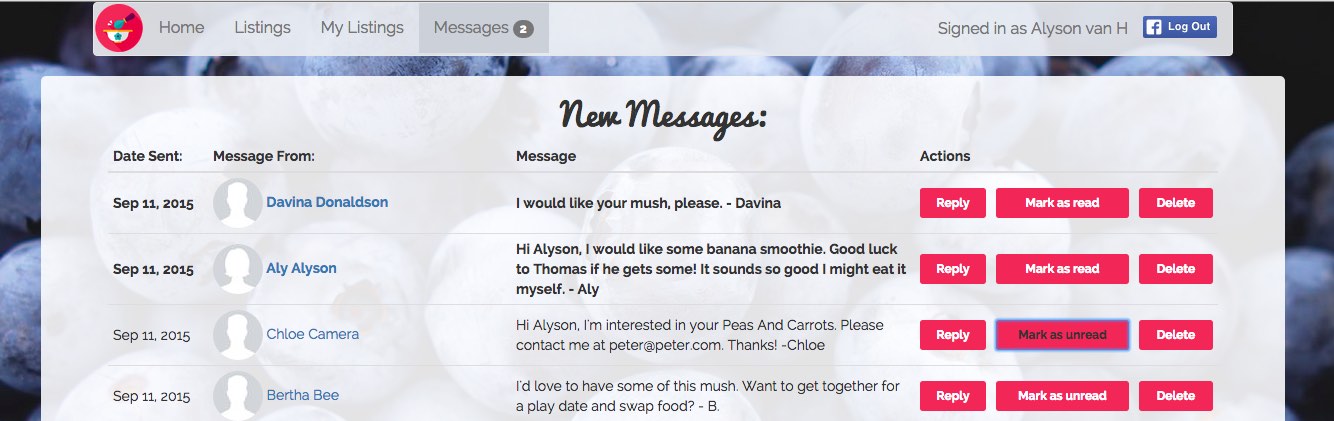 Home Listings My Listings Messages 2 Signed in as Alyson van H Log Out
New Messages:
Date Sent: Message From: Message Actions
Sep 11, 2015 Davina Donaldson I would like your mush, please. - Davina Reply Mark as read Delete
Hi Alyson, I would like some banana smoothie. Good luck
Sep 11, 2015 Aly Alyson to Thomas if he gets some! It sounds so good I might eat it Reply Mark as read Delete
myself. - Aly
Hi Alyson, I'm interested in your Peas And Carrots. Please
Sep 11, 2015 Chloe Camera contact me at peter@peter.com. Thanks! -Chloe Reply Mark as unread Delete
I'd love to have some of this mush. Want to get together for
Sep 11, 2015 Bertha Bee a play date and swap food? - B. Reply Mark as unread Delete